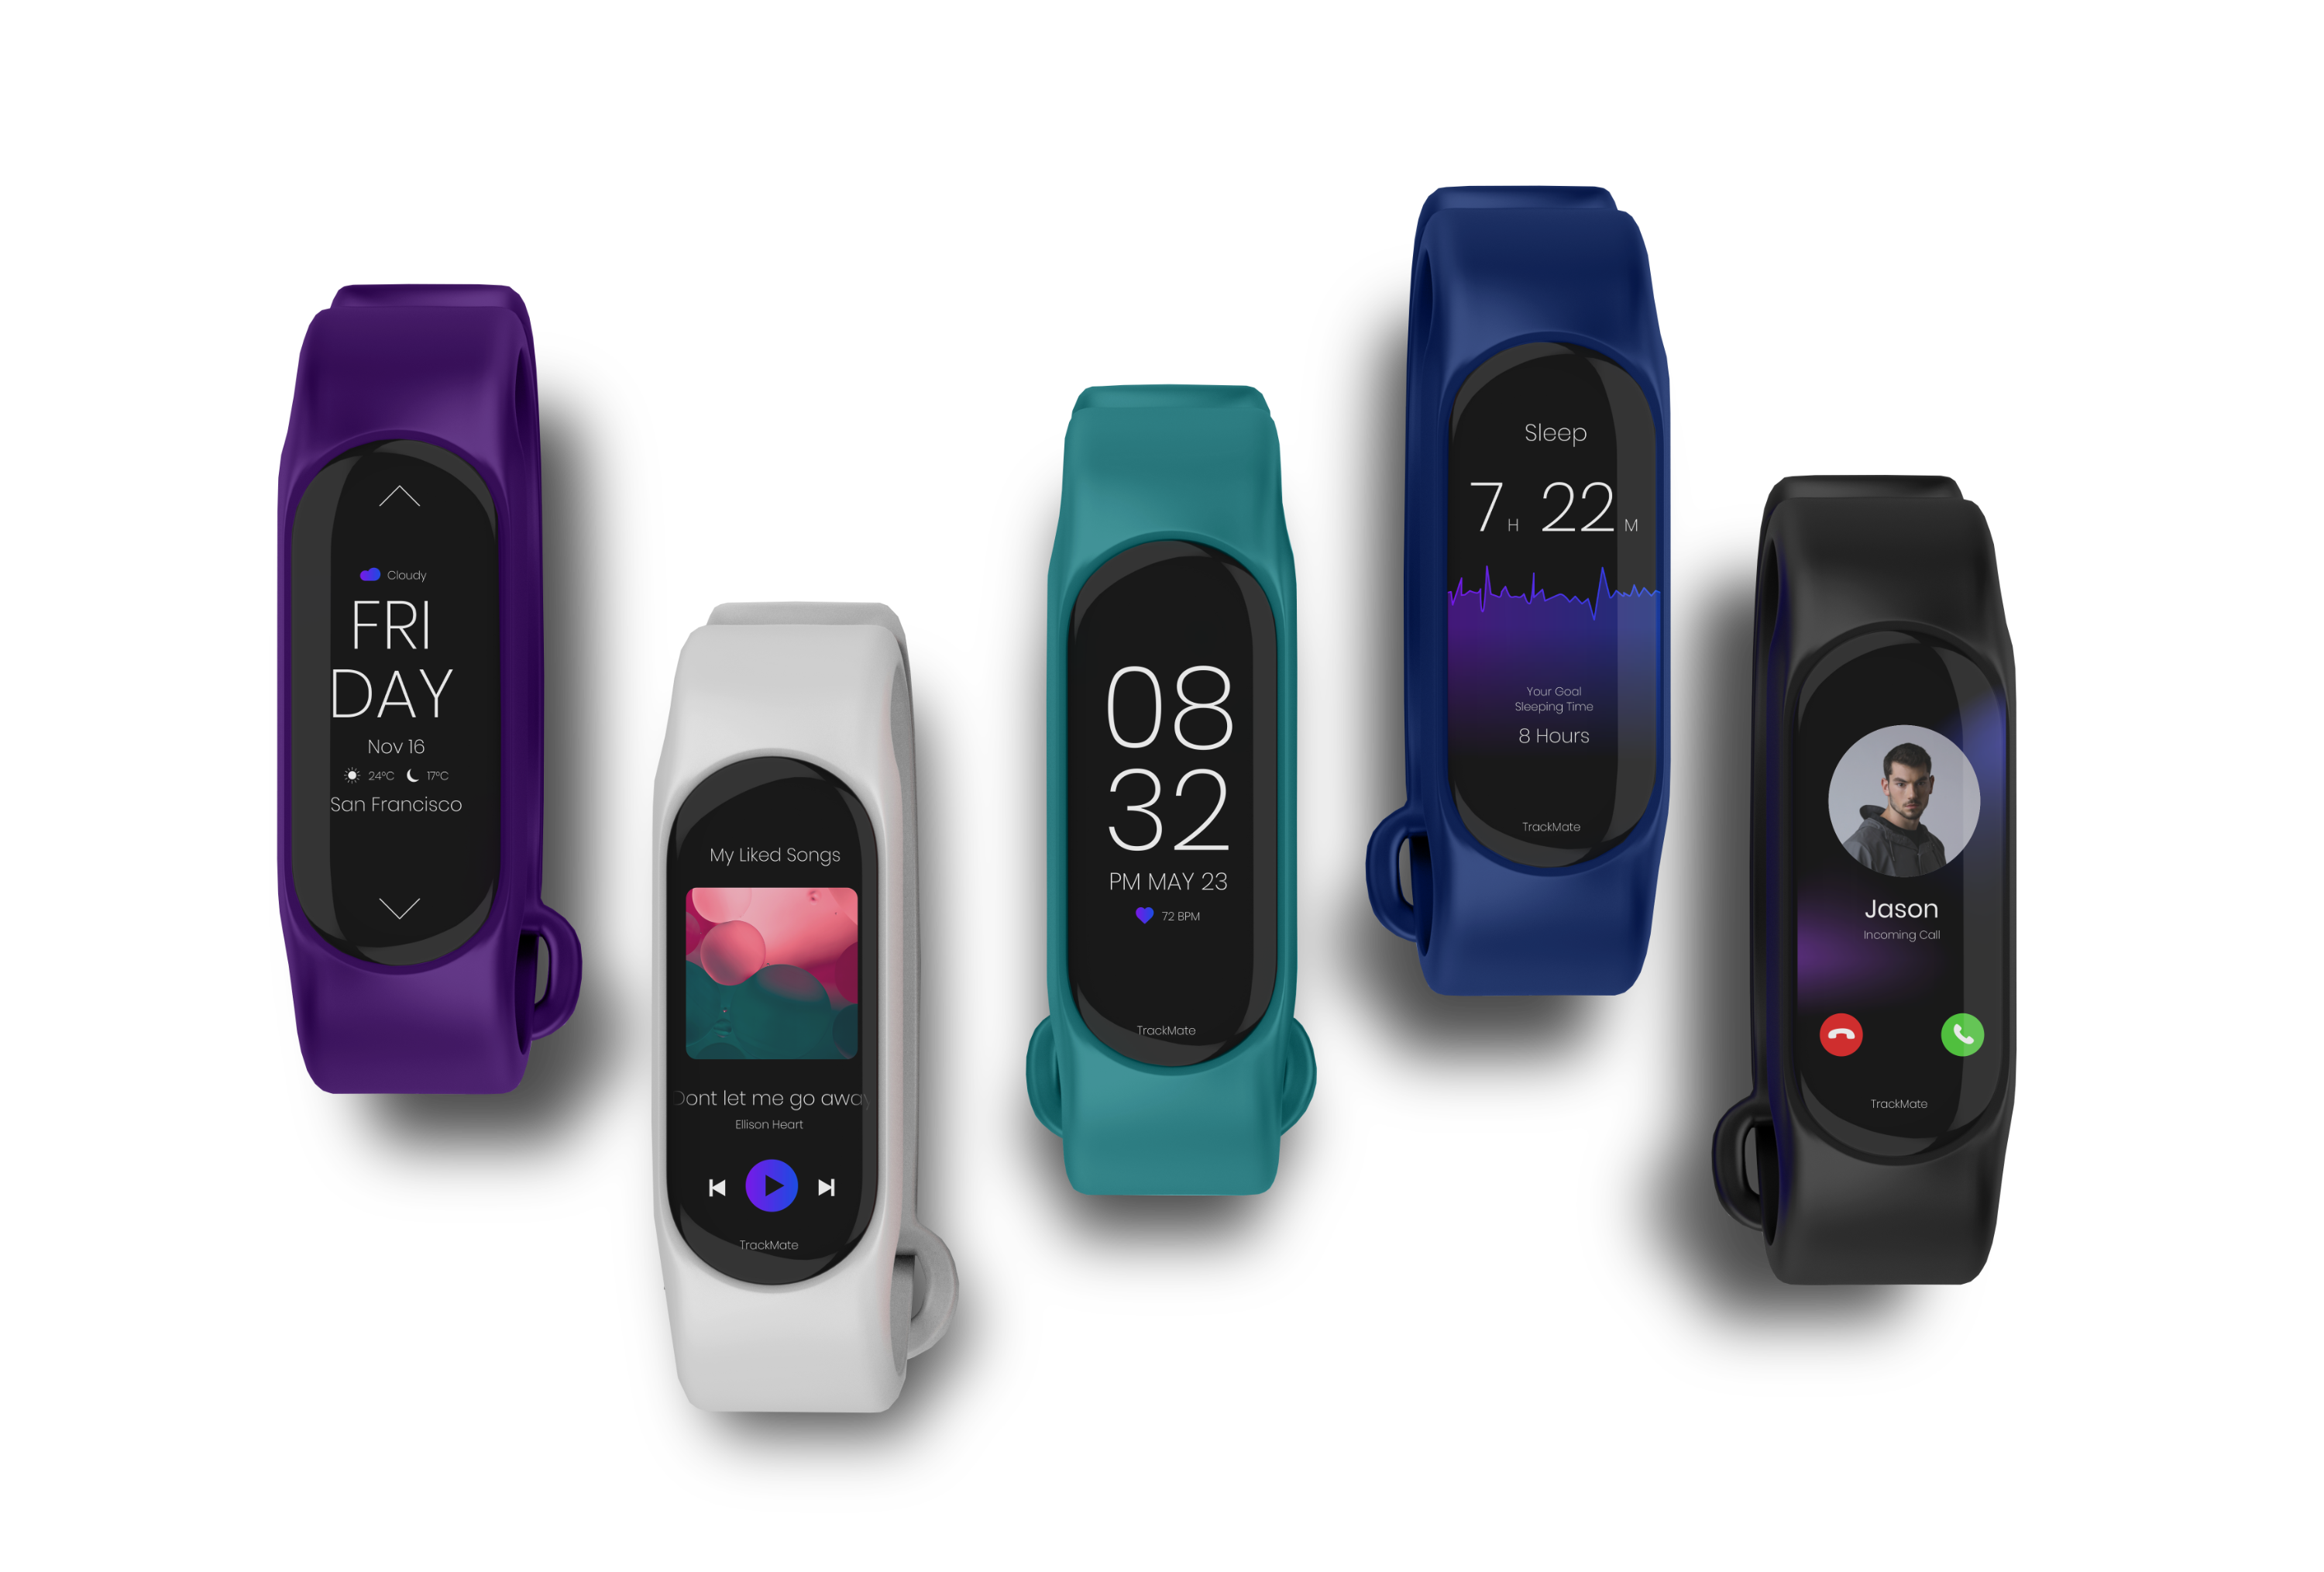 Cloudy
FRI
DAY
Nov 16
24°C 17°C
San Francisco
My Liked Songs
Dont let me go away
Ellison Heart
TrackMate
08
32
PM MAY 23
72 BPM
TrackMate
Sleep
7 H 22 M
Your Goal
Sleeping Time
8 Hours
TrackMate
Jason
Incoming Call
TrackMate